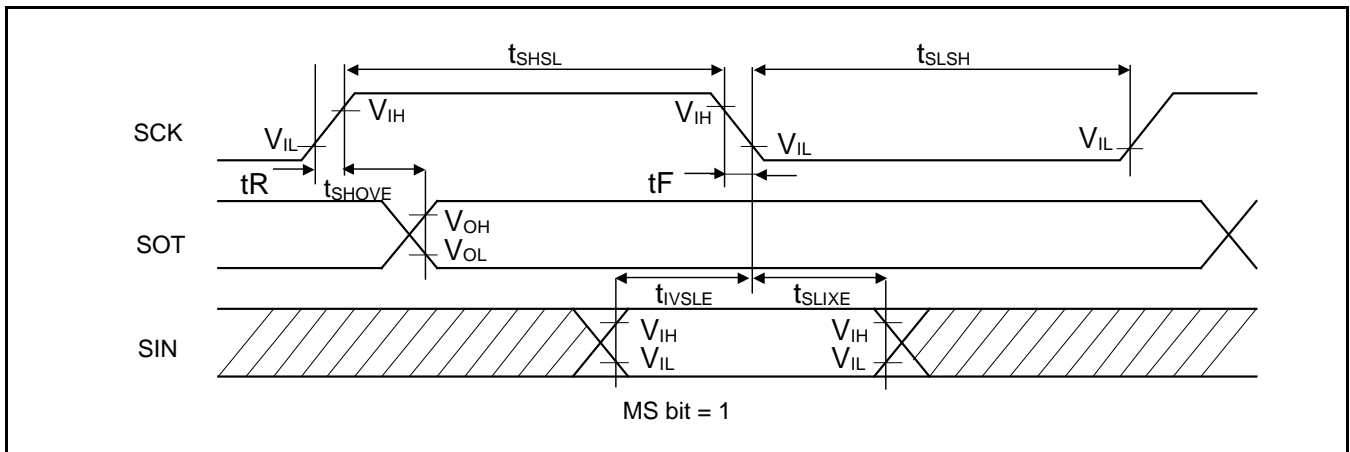 tSHSL
tSLSH
VIH
VIH
SCK
VIL
VIL
VIL
tR
tSHOVE
tF
VOH
SOT
VOL
tIVSLE
tSLIXE
VIH
VIH
SIN
VIL
VIL
MS bit = 1